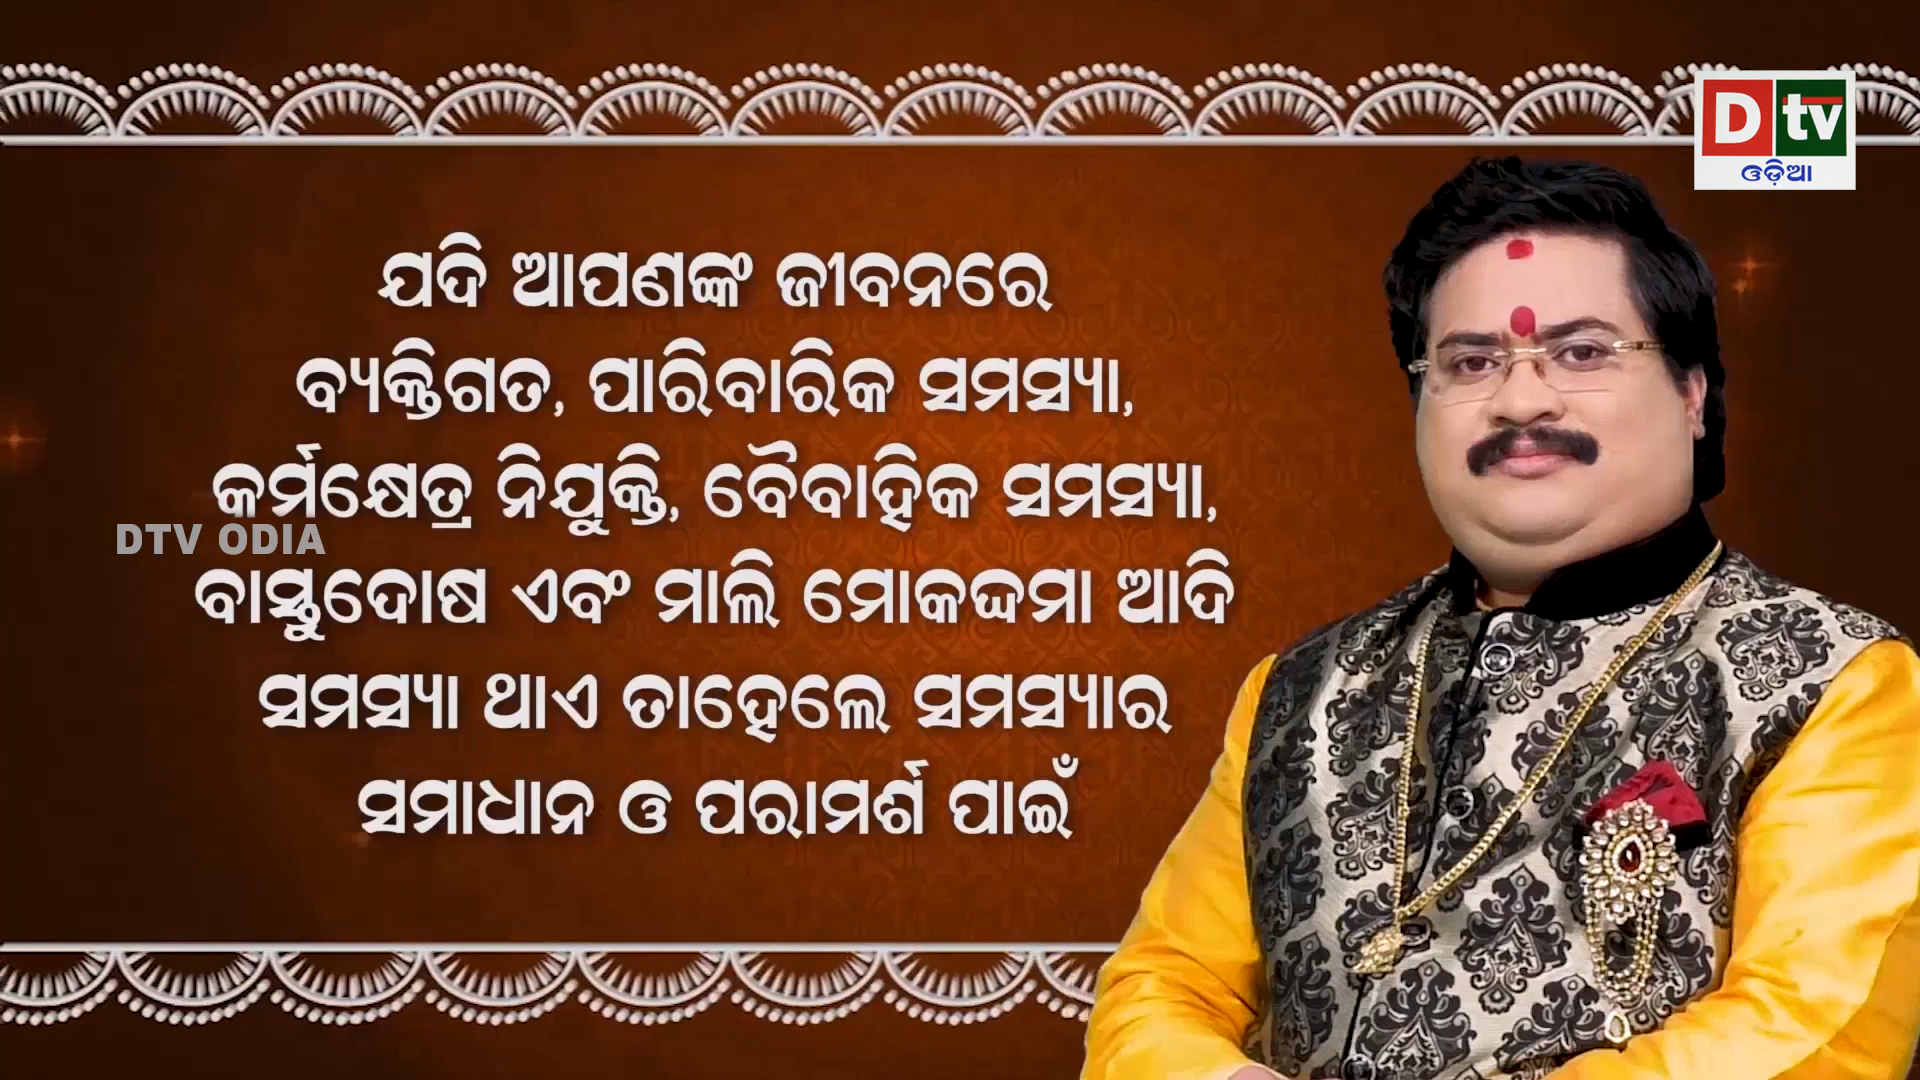 D tv
ଓଡ଼ିଆ
ଯଦି ଆପଣଙ୍କ ଜୀବନରେ
ବ୍ୟକ୍ତିଗତ, ପାରିବାରିକ ସମସ୍ୟା,
କର୍ମକ୍ଷେତ୍ର ନିଯୁକ୍ତି, ବୈବାହିକ ସମସ୍ୟା,
DTV ODIA
ବାସ୍ତୁଦୋଷ ଏବଂ ମାଲି ମୋକଦ୍ଦମା ଆଦି
ସମସ୍ୟା ଥାଏ ତାହେଲେ ସମସ୍ୟାର
ସମାଧାନ ଓ ପରାମର୍ଶ ପାଇଁ